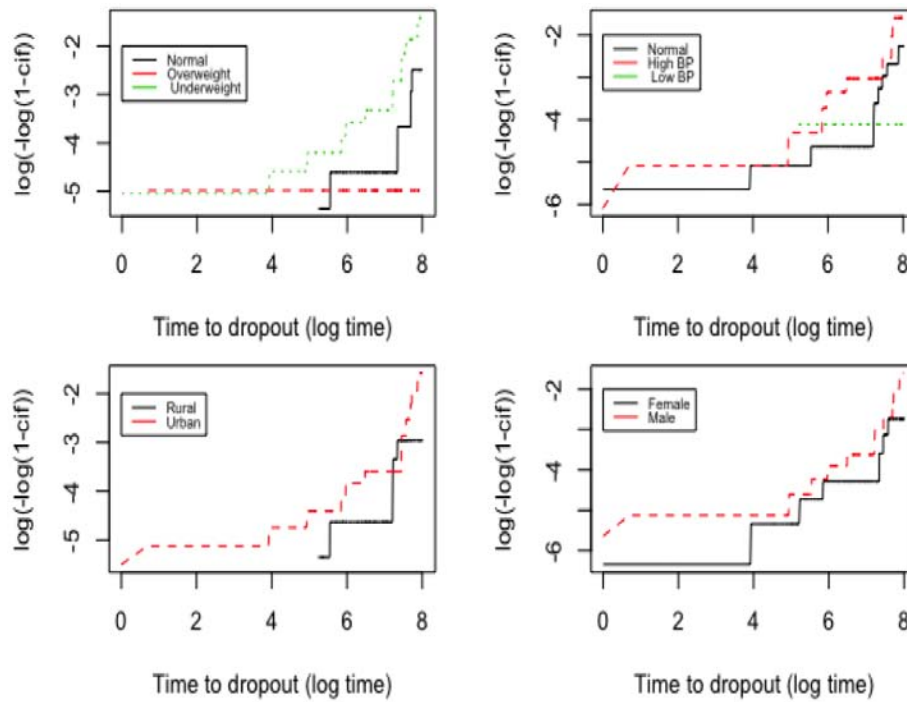 log(-log(1-cif))
-2
-3
-4
-5
Normal
Overweight
Underweight
0 2 4 6 8
Time to dropout (log time)
log(-log(1-cif))
-2
-4
-6
Normal
High BP
Low BP
0 2 4 6 8
Time to dropout (log time)
log(-log(1-cif))
-2
-3
-4
-5
Rural
Urban
0 2 4 6 8
Time to dropout (log time)
log(-log(1-cif))
-2
-4
-6
Female
Male
0 2 4 6 8
Time to dropout (log time)